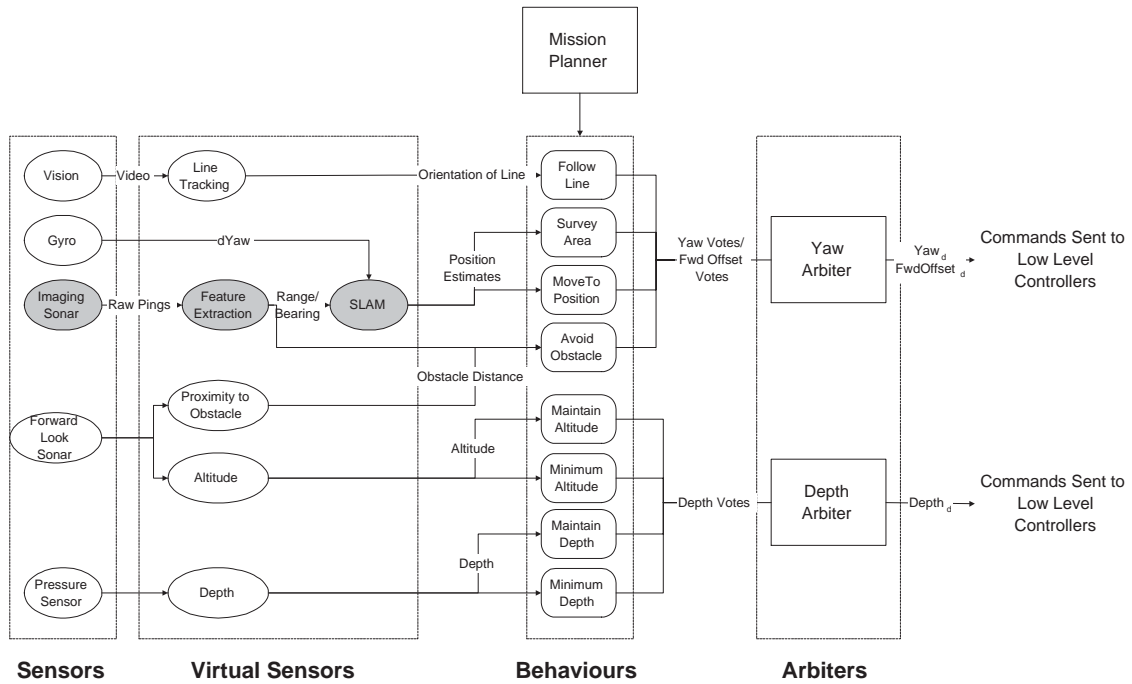 Mission
Planner
Vision
Video
Line
Tracking
Orientation of Line
Follow
Line
Gyro
dYaw
Survey
Area
Position
Estimates
Imaging
Sonar
Raw Pings
Feature
Extraction
Range/
Bearing
SLAM
MoveTo
Position
Avoid
Obstacle
Obstacle Distance
Yaw Votes/
Fwd Offset
Votes
Yaw
Arbiter
Yaw d
FwdOffset d
Commands Sent to
Low Level
Controllers
Forward
Look
Sonar
Proximity to
Obstacle
Altitude
Altitude
Maintain
Altitude
Minimum
Altitude
Maintain
Depth
Minimum
Depth
Depth Votes
Depth
Arbiter
Depth d
Commands Sent to
Low Level
Controllers
Pressure
Sensor
Depth
Depth
Sensors
Virtual Sensors
Behaviours
Arbiters